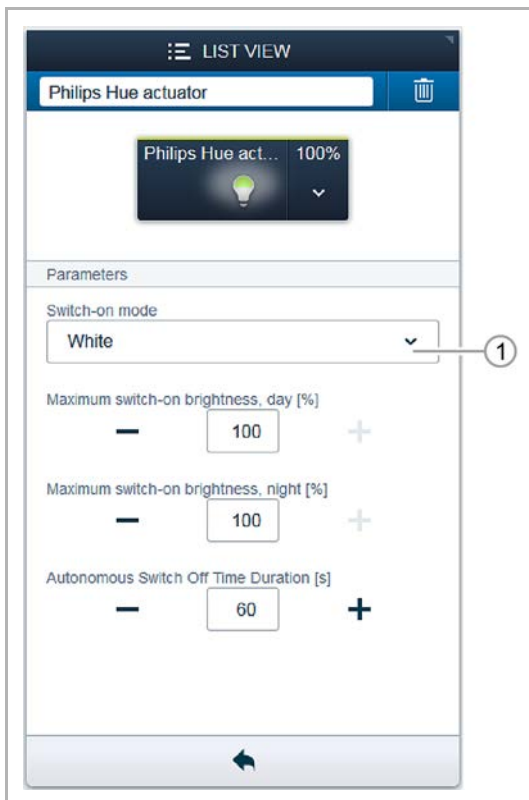 LIST VIEW
Philips Hue actuator
Philips Hue act... 100%
Parameters
Switch-on mode
White
1
Maximum switch-on brightness, day [%]
− 100 +
Maximum switch-on brightness, night [%]
− 100 +
Autonomous Switch Off Time Duration [s]
− 60 +